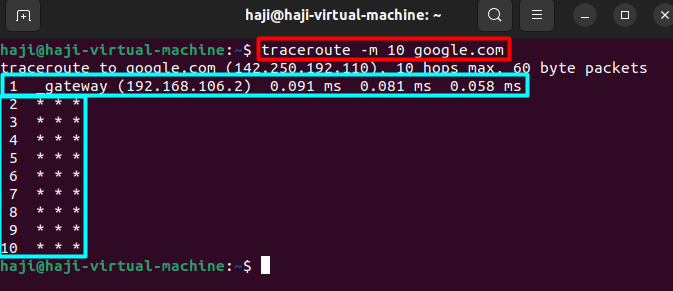 haji@haji-virtual-machine: ~
haji@haji-virtual-machine:~$ traceroute -m 10 google.com
traceroute to google.com (142.250.192.110), 10 hops max, 60 byte packets
1 _gateway (192.168.106.2) 0.091 ms 0.081 ms 0.058 ms
2 * * *
3 * * *
4 * * *
5 * * *
6 * * *
7 * * *
8 * * *
9 * * *
10 * * *
haji@haji-virtual-machine:~$